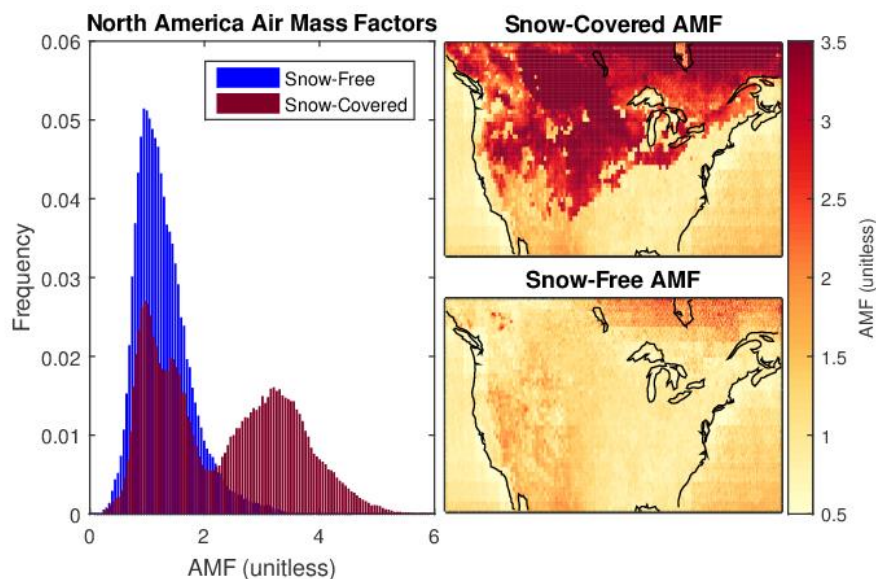 North America Air Mass Factors
0.06
0.05
0.04
0.03
0.02
0.01
0
Frequency
Snow-Free
Snow-Covered
0
2
4
6
AMF (unitless)
Snow-Covered AMF
Snow-Free AMF
3.5
3
2.5
2
1.5
1
0.5
AMF (unitless)